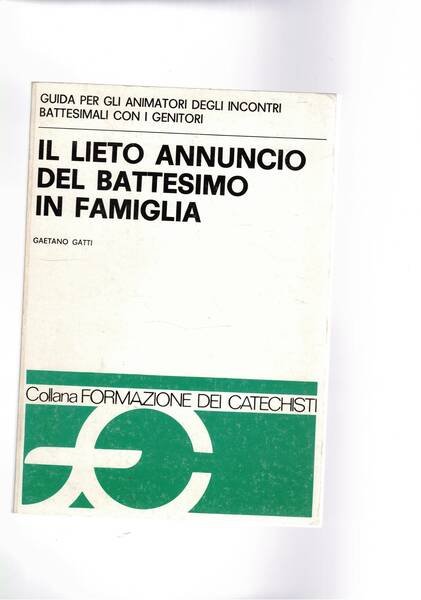 GUIDA PER GLI ANIMATORI DEGLI INCONTRI
BATTESIMALI CON I GENITORI
IL LIETO ANNUNCIO
DEL BATTESIMO
IN FAMIGLIA
GAETANO GATTI
Collana FORMAZIONE DEI CATECHISTI